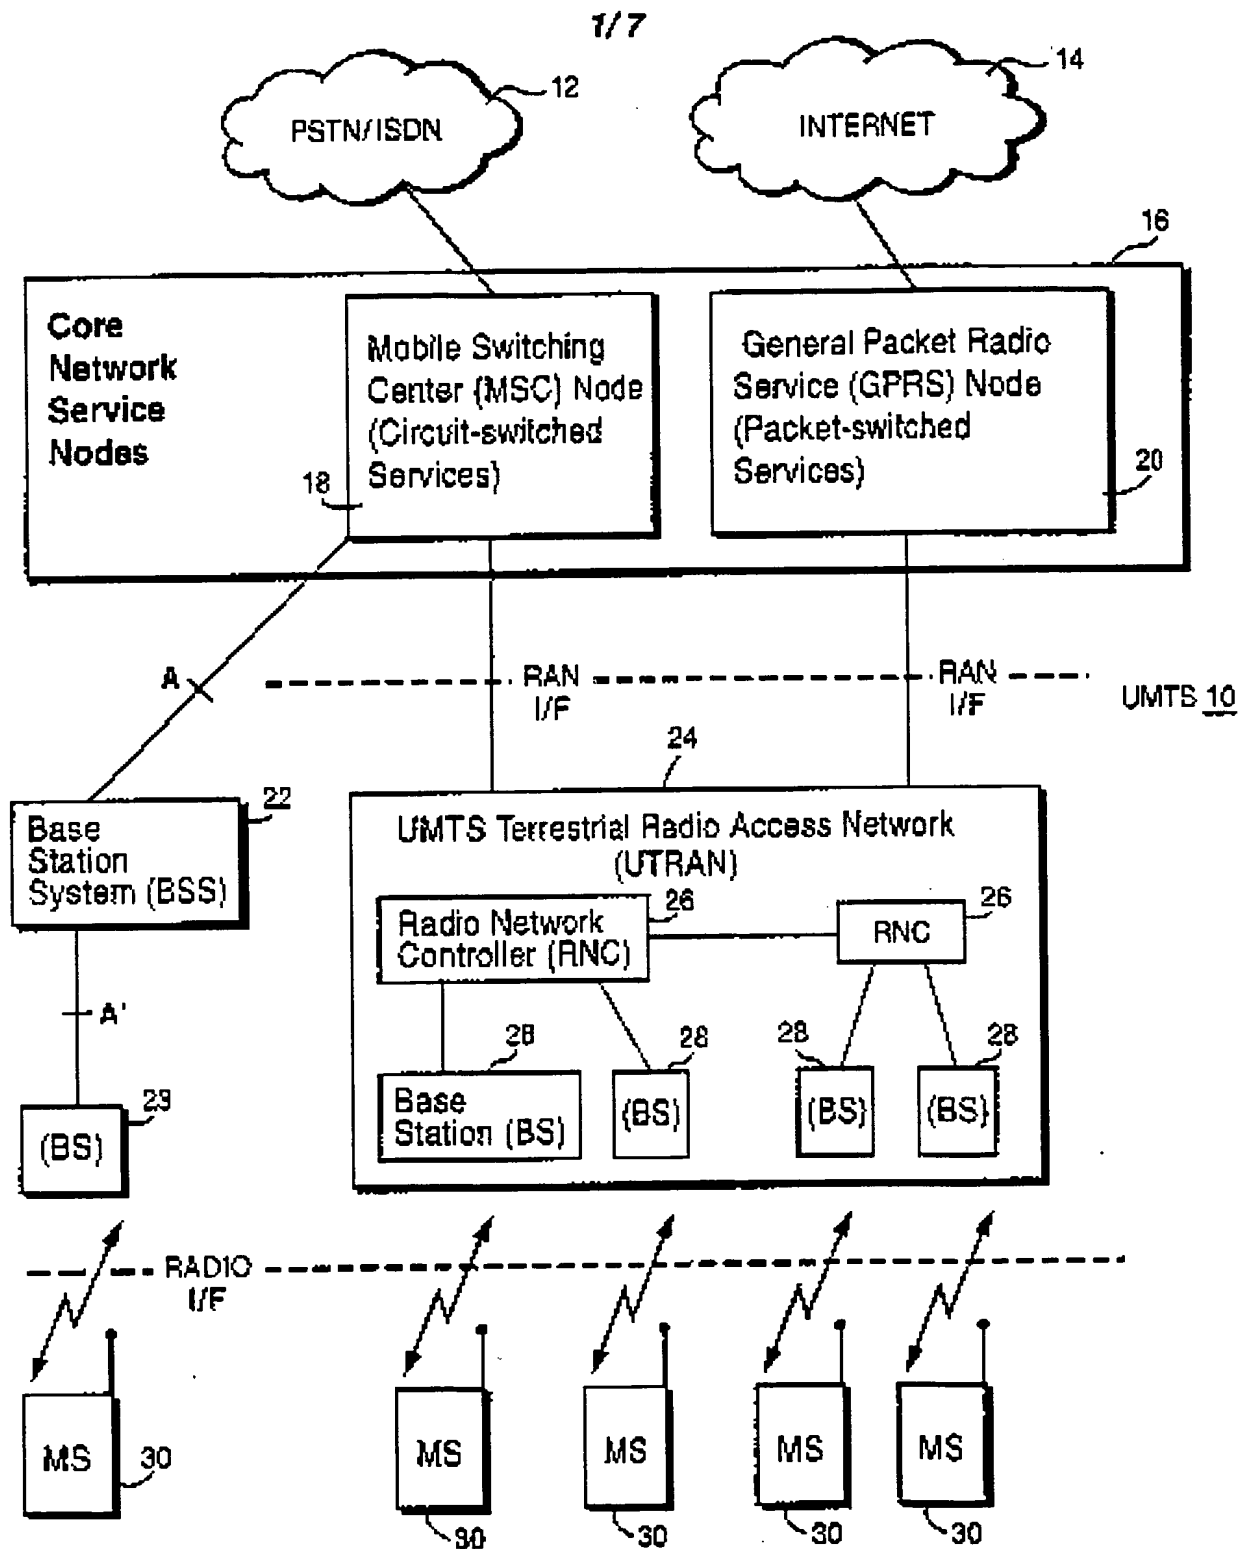 1/7
12
PSTN/ISDN
14
INTERNET
16
Core
Network
Service
Nodes
Mobile Switching
Center (MSC) Node
(Circuit-switched
Services)
18
General Packet Radio
Service (GPRS) Node
(Packet-switched
Services)
20
A
RAN
I/F
RAN
I/F
UMTS 10
22
Base
Station
System (BSS)
24
UMTS Terrestrial Radio Access Network
(UTRAN)
Radio Network
Controller (RNC)
26
RNC
26
A'
28
Base
Station (BS)
28
(BS)
28
(BS)
28
(BS)
23
(BS)
RADIO
I/F
MS
30
MS
30
MS
30
MS
30
MS
30